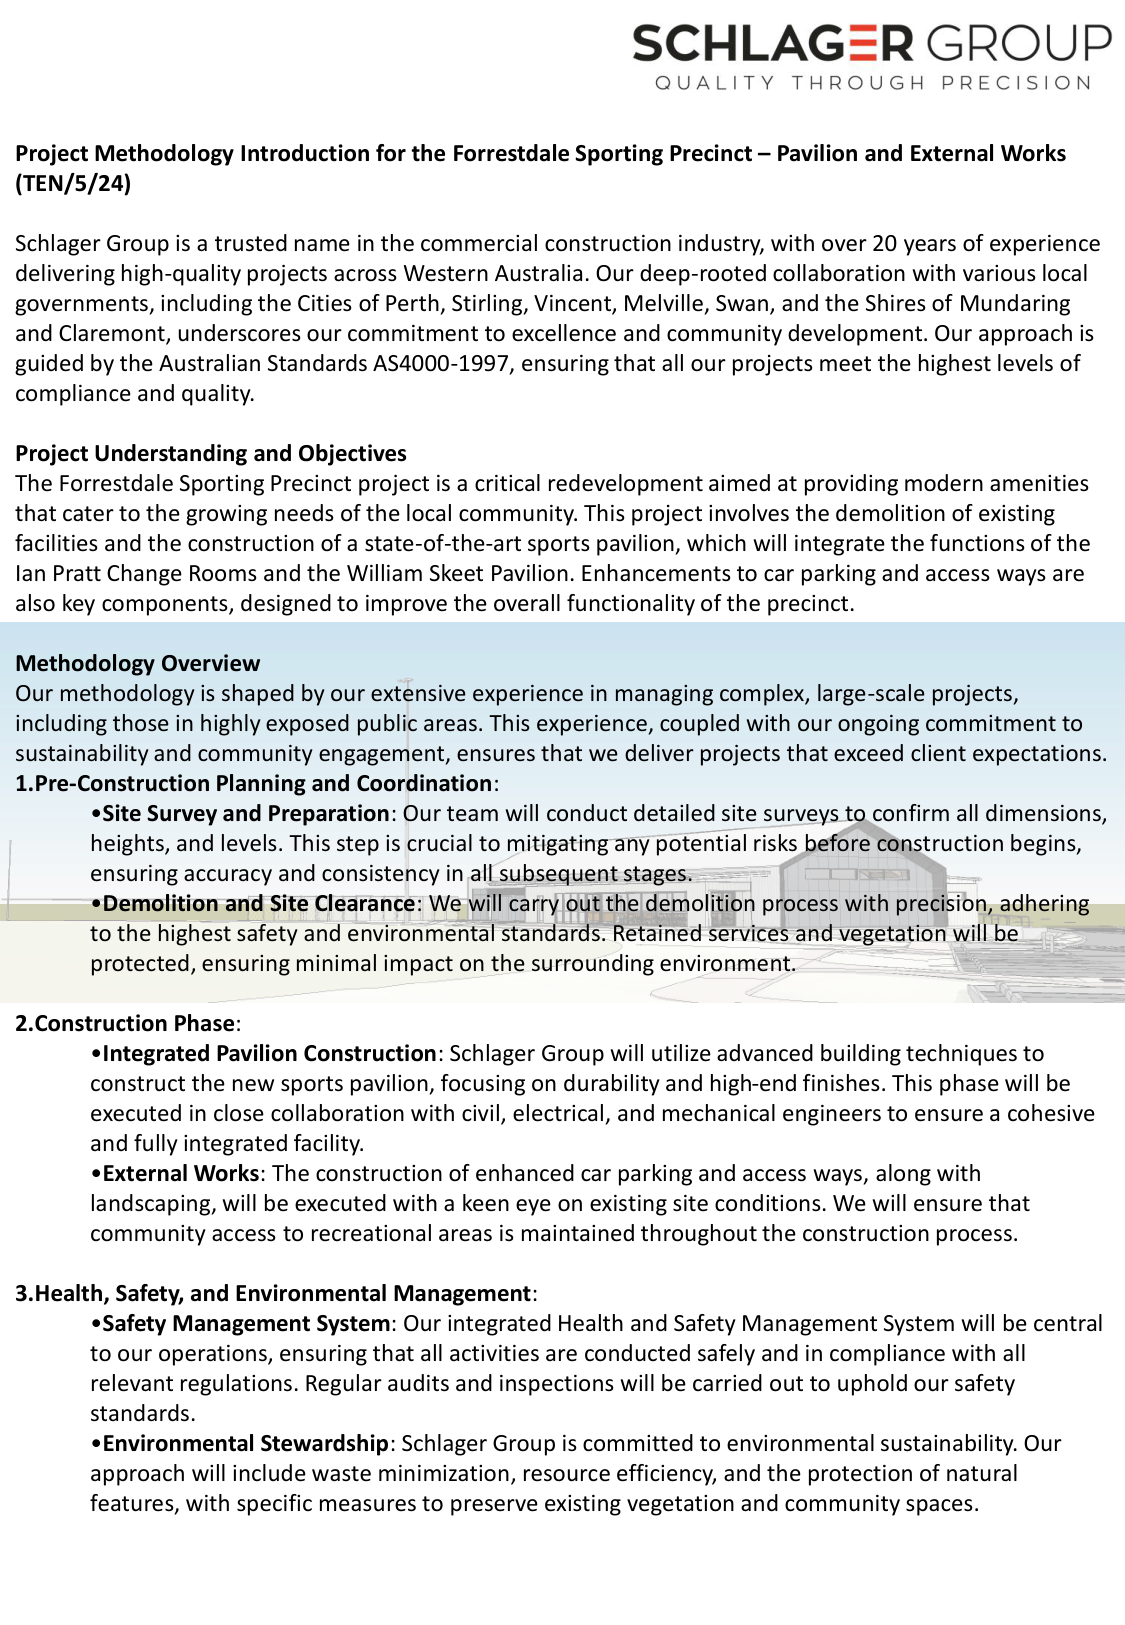 SCHLAGER GROUP
QUALITY THROUGH PRECISION
Project Methodology Introduction for the Forrestdale Sporting Precinct – Pavilion and External Works
(TEN/5/24)
Schlager Group is a trusted name in the commercial construction industry, with over 20 years of experience
delivering high-quality projects across Western Australia. Our deep-rooted collaboration with various local
governments, including the Cities of Perth, Stirling, Vincent, Melville, Swan, and the Shires of Mundaring
and Claremont, underscores our commitment to excellence and community development. Our approach is
guided by the Australian Standards AS4000-1997, ensuring that all our projects meet the highest levels of
compliance and quality.
Project Understanding and Objectives
The Forrestdale Sporting Precinct project is a critical redevelopment aimed at providing modern amenities
that cater to the growing needs of the local community. This project involves the demolition of existing
facilities and the construction of a state-of-the-art sports pavilion, which will integrate the functions of the
Ian Pratt Change Rooms and the William Skeet Pavilion. Enhancements to car parking and access ways are
also key components, designed to improve the overall functionality of the precinct.
Methodology Overview
Our methodology is shaped by our extensive experience in managing complex, large-scale projects,
including those in highly exposed public areas. This experience, coupled with our ongoing commitment to
sustainability and community engagement, ensures that we deliver projects that exceed client expectations.
1.Pre-Construction Planning and Coordination:
•Site Survey and Preparation: Our team will conduct detailed site surveys to confirm all dimensions,
heights, and levels. This step is crucial to mitigating any potential risks before construction begins,
ensuring accuracy and consistency in all subsequent stages.
•Demolition and Site Clearance: We will carry out the demolition process with precision, adhering
to the highest safety and environmental standards. Retained services and vegetation will be
protected, ensuring minimal impact on the surrounding environment.
2.Construction Phase:
•Integrated Pavilion Construction: Schlager Group will utilize advanced building techniques to
construct the new sports pavilion, focusing on durability and high-end finishes. This phase will be
executed in close collaboration with civil, electrical, and mechanical engineers to ensure a cohesive
and fully integrated facility.
•External Works: The construction of enhanced car parking and access ways, along with
landscaping, will be executed with a keen eye on existing site conditions. We will ensure that
community access to recreational areas is maintained throughout the construction process.
3.Health, Safety, and Environmental Management:
•Safety Management System: Our integrated Health and Safety Management System will be central
to our operations, ensuring that all activities are conducted safely and in compliance with all
relevant regulations. Regular audits and inspections will be carried out to uphold our safety
standards.
•Environmental Stewardship: Schlager Group is committed to environmental sustainability. Our
approach will include waste minimization, resource efficiency, and the protection of natural
features, with specific measures to preserve existing vegetation and community spaces.